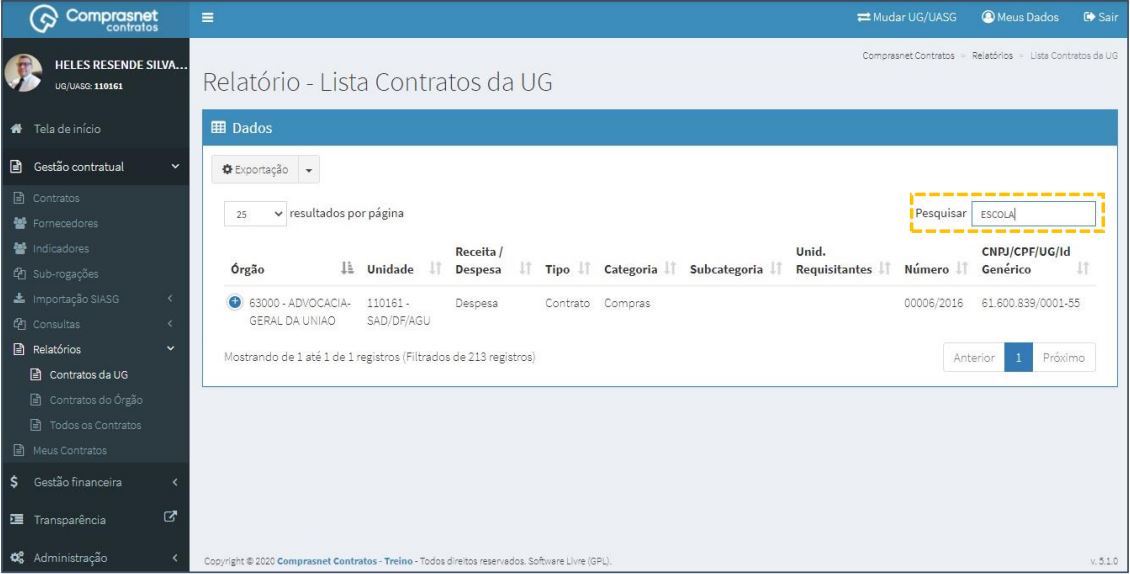 Comprasnet
contratos
Mudar UG/UASG Meus Dados Sair
HELES RESENDE SILVA...
UG/UASG: 110161
Comprasnet Contratos > Relatórios > Lista Contratos da UG
Relatório - Lista Contratos da UG
Tela de início
Gestão contratual
Contratos
Fornecedores
Indicadores
Sub-rogações
Importação SIASG
Consultas
Relatórios
Contratos da UG
Contratos do Órgão
Todos os Contratos
Meus Contratos
Gestão financeira
Transparência
Administração
Dados
Exportação
25 resultados por página
Pesquisar ESCOLA
Órgão Unidade Receita / Despesa Tipo Categoria Subcategoria Unid. Requisitantes Número CNPJ/CPF/UG/Id Genérico
63000 - ADVOCACIA- 110161 - Despesa Contrato Compras 00006/2016 61.600.839/0001-55
GERAL DA UNIAO SAD/DF/AGU
Mostrando de 1 até 1 de 1 registros (Filtrados de 213 registros)
Anterior 1 Próximo
Copyright © 2020 Comprasnet Contratos - Treino - Todos direitos reservados. Software Livre (GPL). v. 5.1.0